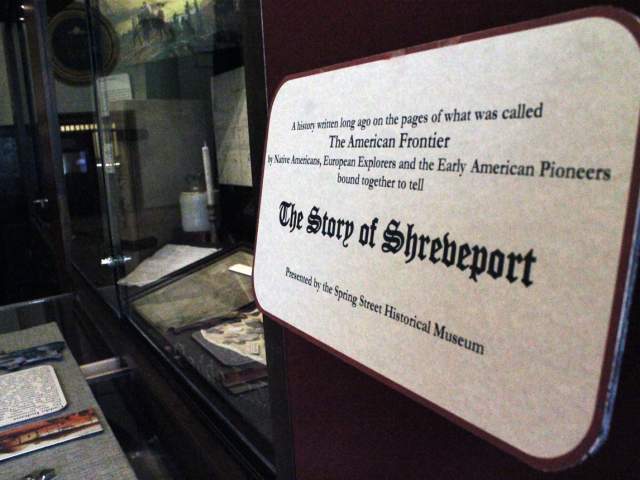 A history written long ago on the pages of what was called
The American Frontier
by Native Americans, European Explorers and the Early American Pioneers
bound together to tell
The Story of Shreveport
Presented by the Spring Street Historical Museum